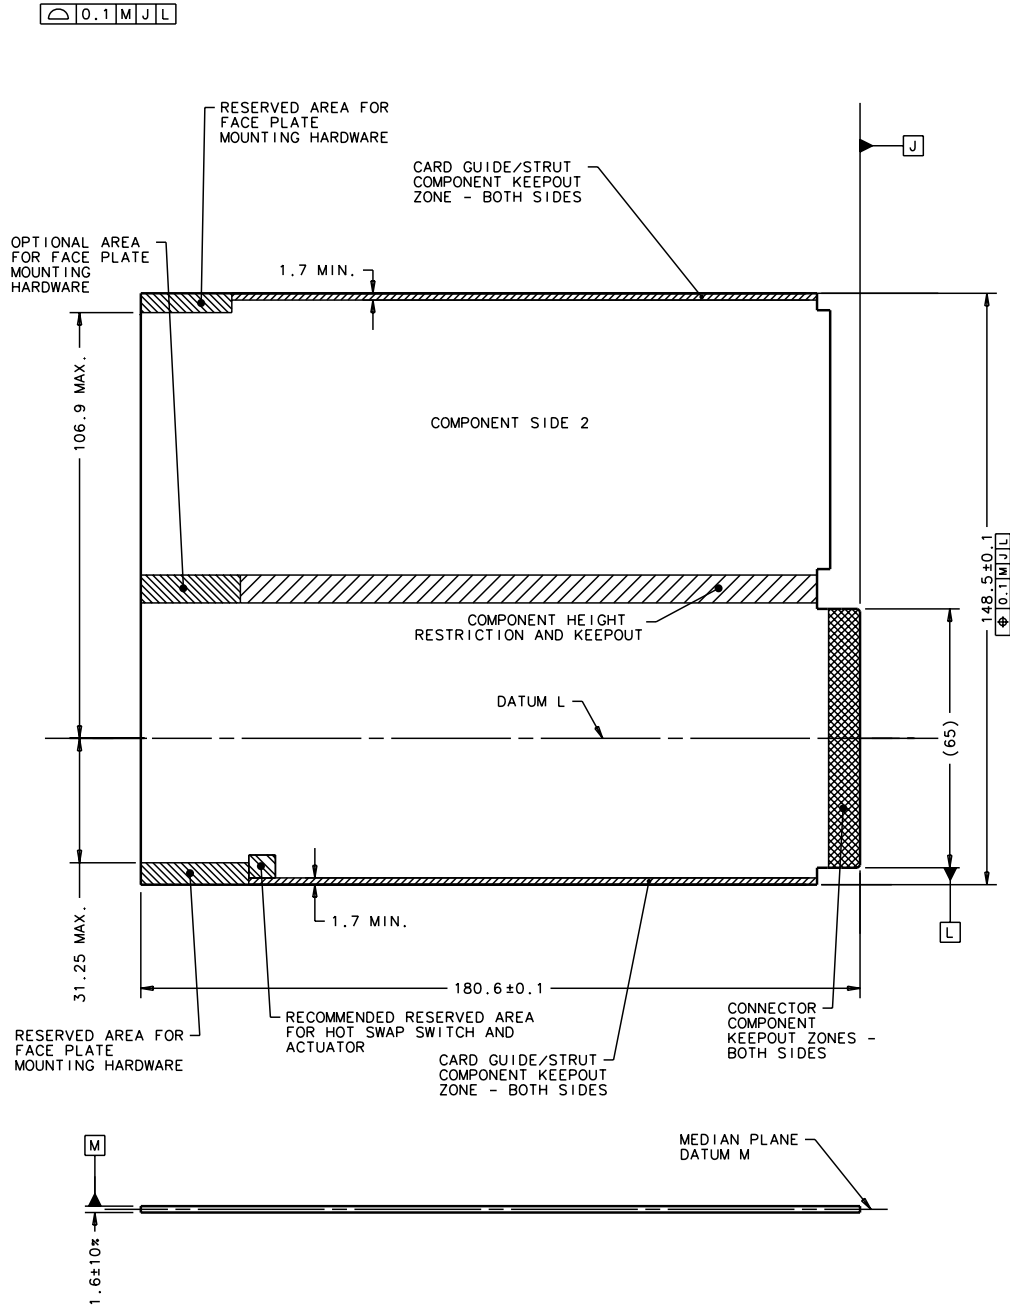 0.1 M J L
RESERVED AREA FOR
FACE PLATE
MOUNTING HARDWARE
J
CARD GUIDE/STRUT
COMPONENT KEEPOUT
ZONE - BOTH SIDES
OPTIONAL AREA
FOR FACE PLATE
MOUNTING
HARDWARE
1.7 MIN.
106.9 MAX.
COMPONENT SIDE 2
148.5±0.1
⌖ 0.1 M J L
COMPONENT HEIGHT
RESTRICTION AND KEEPOUT
DATUM L
(65)
1.7 MIN.
L
31.25 MAX.
180.6±0.1
RESERVED AREA FOR
FACE PLATE
MOUNTING HARDWARE
RECOMMENDED RESERVED AREA
FOR HOT SWAP SWITCH AND
ACTUATOR
CARD GUIDE/STRUT
COMPONENT KEEPOUT
ZONE - BOTH SIDES
CONNECTOR
COMPONENT
KEEPOUT ZONES -
BOTH SIDES
M
MEDIAN PLANE
DATUM M
1.6±10%